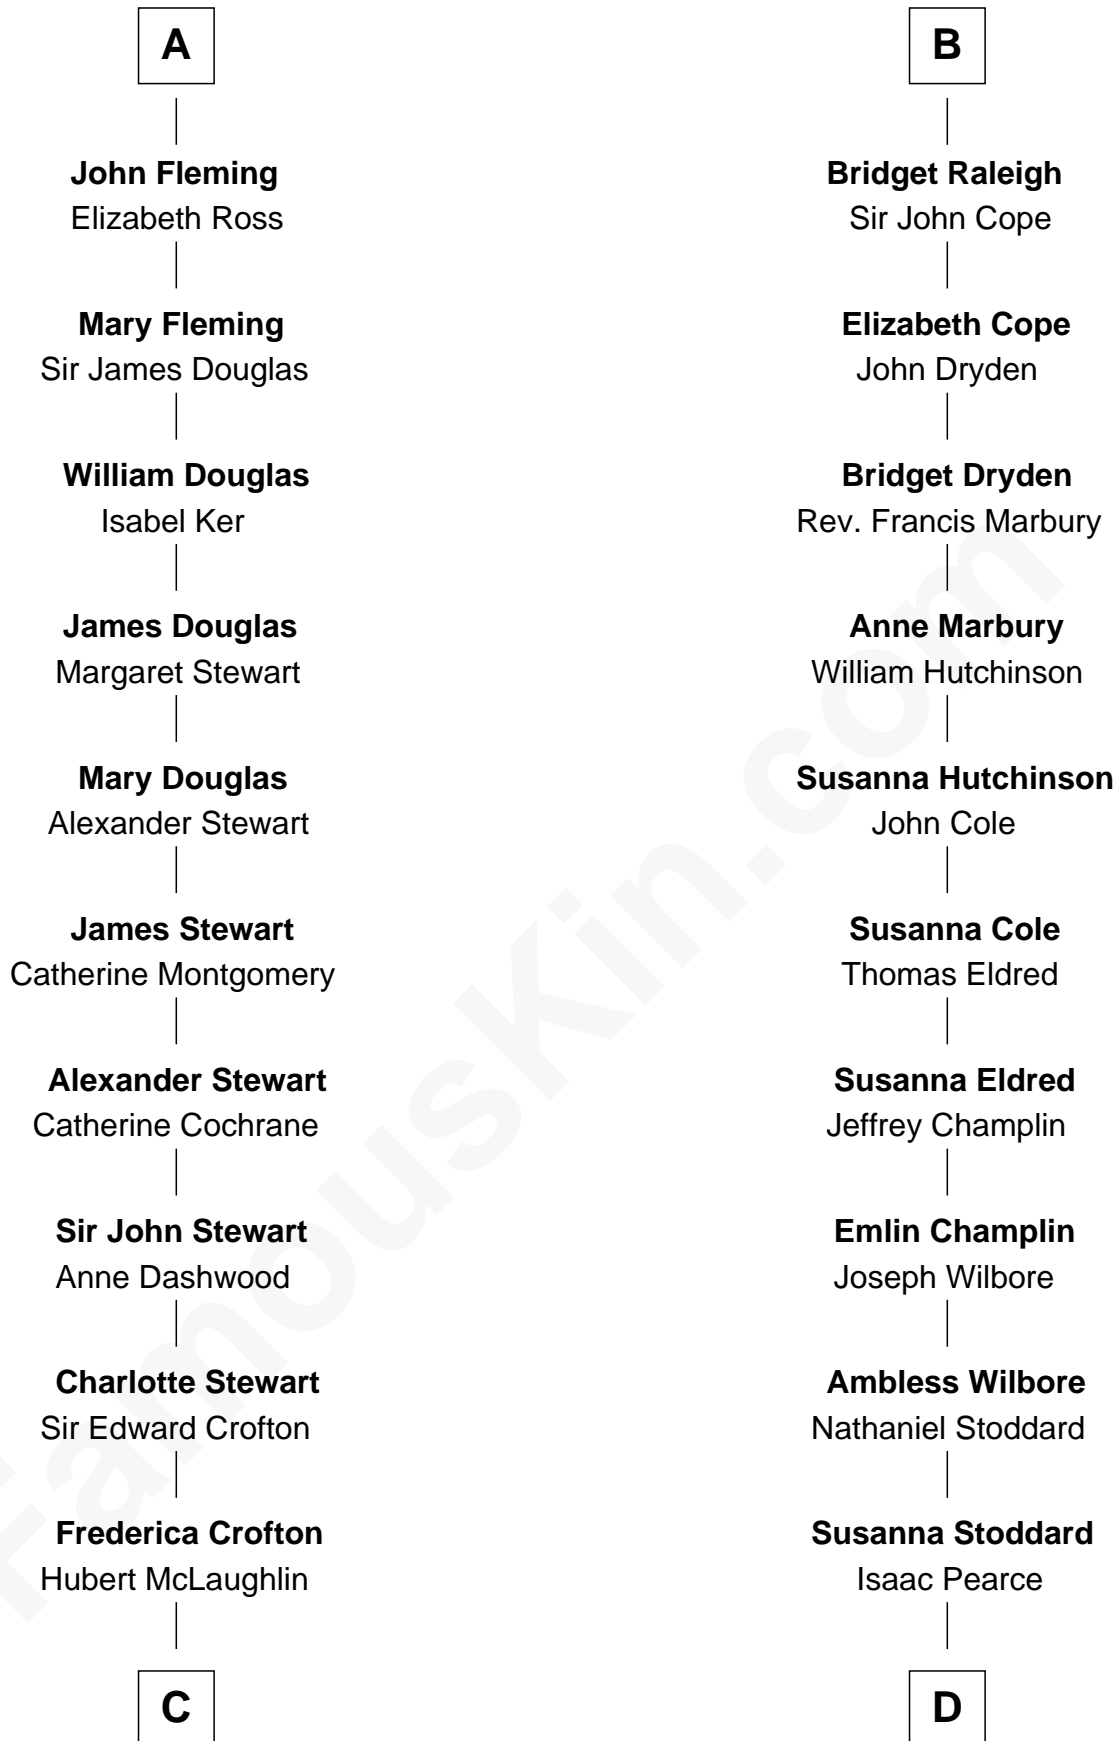 A
John Fleming
Elizabeth Ross
Mary Fleming
Sir James Douglas
William Douglas
Isabel Ker
James Douglas
Margaret Stewart
Mary Douglas
Alexander Stewart
James Stewart
Catherine Montgomery
Alexander Stewart
Catherine Cochrane
Sir John Stewart
Anne Dashwood
Charlotte Stewart
Sir Edward Crofton
Frederica Crofton
Hubert McLaughlin
C
B
Bridget Raleigh
Sir John Cope
Elizabeth Cope
John Dryden
Bridget Dryden
Rev. Francis Marbury
Anne Marbury
William Hutchinson
Susanna Hutchinson
John Cole
Susanna Cole
Thomas Eldred
Susanna Eldred
Jeffrey Champlin
Emlin Champlin
Joseph Wilbore
Ambless Wilbore
Nathaniel Stoddard
Susanna Stoddard
Isaac Pearce
D
FamousKin.com